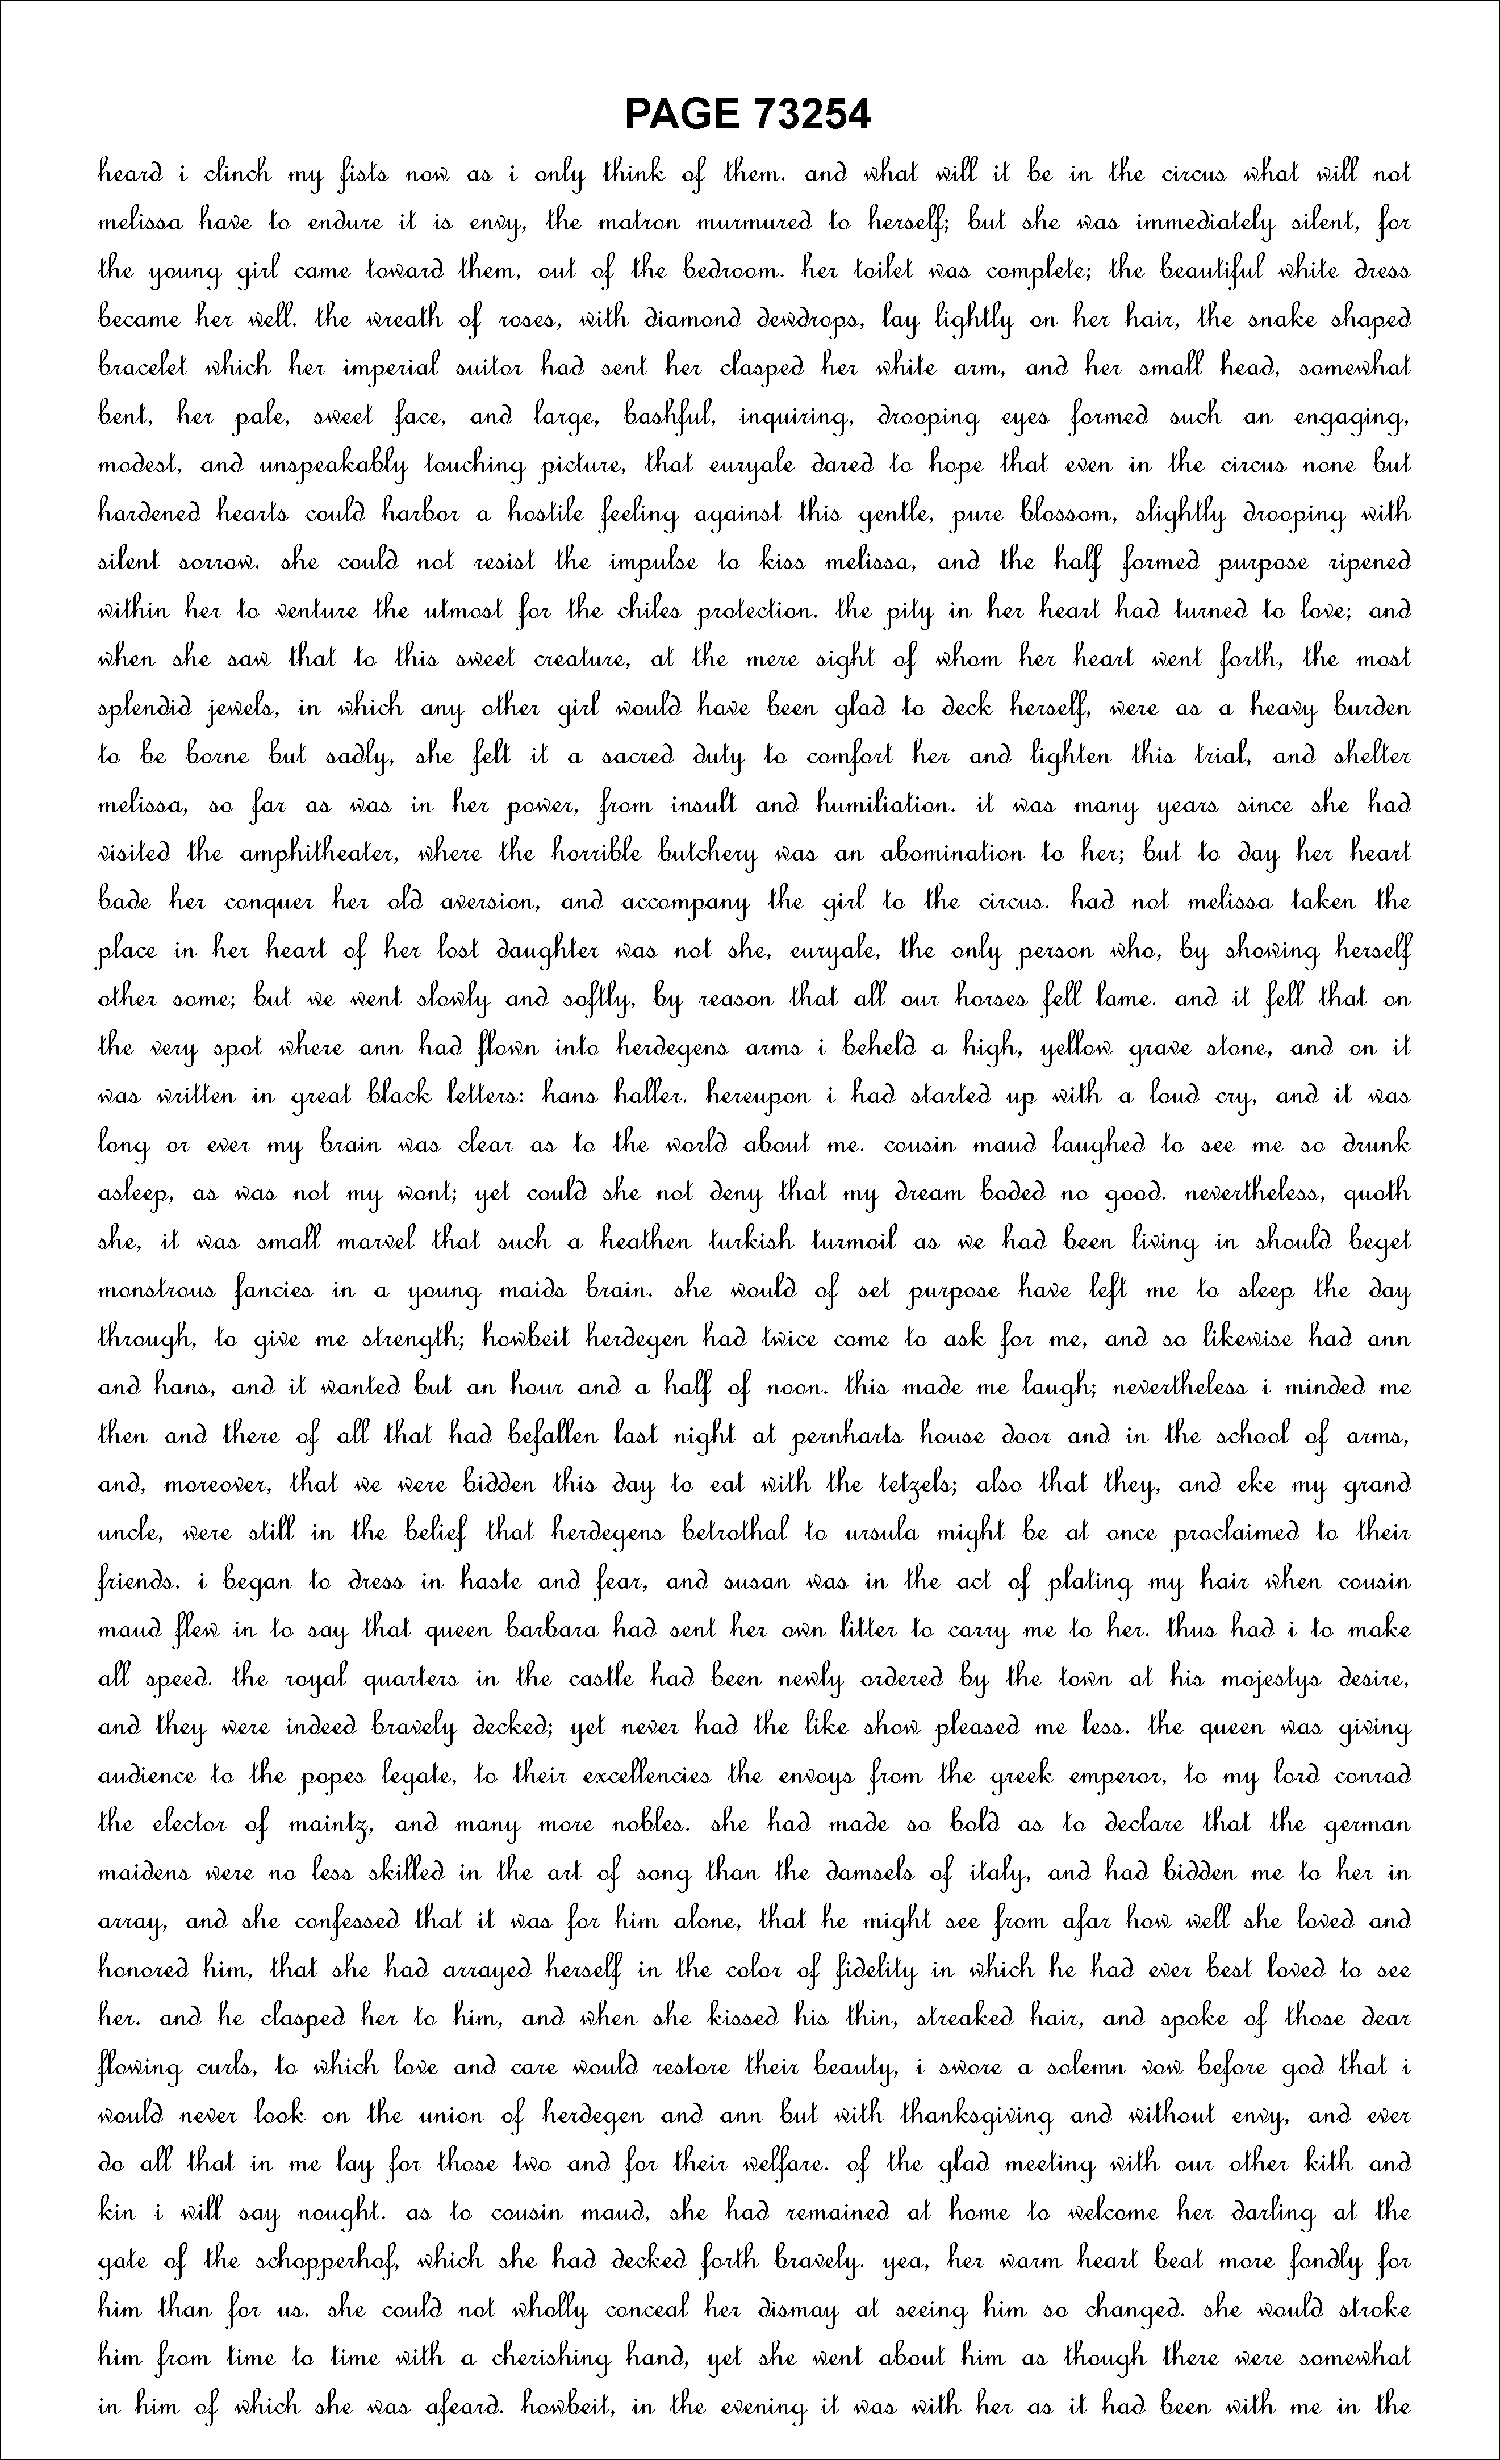 PAGE 73254
heard i clinch my fists now as i only think of them. and what will it be in the circus what will not
melissa have to endure it is envy, the matron murmured to herself; but she was immediately silent, for
the young girl came toward them, out of the bedroom. her toilet was complete; the beautiful white dress
became her well. the wreath of roses, with diamond dewdrops, lay lightly on her hair, the snake shaped
bracelet which her imperial suitor had sent her clasped her white arm, and her small head, somewhat
bent, her pale, sweet face, and large, bashful, inquiring, drooping eyes formed such an engaging,
modest, and unspeakably touching picture, that euryale dared to hope that even in the circus none but
hardened hearts could harbor a hostile feeling against this gentle, pure blossom, slightly drooping with
silent sorrow. she could not resist the impulse to kiss melissa, and the half formed purpose ripened
within her to venture the utmost for the chiles protection. the pity in her heart had turned to love; and
when she saw that to this sweet creature, at the mere sight of whom her heart went forth, the most
splendid jewels, in which any other girl would have been glad to deck herself, were as a heavy burden
to be borne but sadly, she felt it a sacred duty to comfort her and lighten this trial, and shelter
melissa, so far as was in her power, from insult and humiliation. it was many years since she had
visited the amphitheater, where the horrible butchery was an abomination to her; but to day her heart
bade her conquer her old aversion, and accompany the girl to the circus. had not melissa taken the
place in her heart of her lost daughter was not she, euryale, the only person who, by showing herself
other some; but we went slowly and softly, by reason that all our horses fell lame. and it fell that on
the very spot where ann had flown into herdegens arms i beheld a high, yellow grave stone, and on it
was written in great black letters: hans haller. hereupon i had started up with a loud cry, and it was
long or ever my brain was clear as to the world about me. cousin maud laughed to see me so drunk
asleep, as was not my wont; yet could she not deny that my dream boded no good. nevertheless, quoth
she, it was small marvel that such a heathen turkish turmoil as we had been living in should beget
monstrous fancies in a young maids brain. she would of set purpose have left me to sleep the day
through, to give me strength; howbeit herdegen had twice come to ask for me, and so likewise had ann
and hans, and it wanted but an hour and a half of noon. this made me laugh; nevertheless i minded me
then and there of all that had befallen last night at pernharts house door and in the school of arms,
and, moreover, that we were bidden this day to eat with the tetzels; also that they, and eke my grand
uncle, were still in the belief that herdegens betrothal to ursula might be at once proclaimed to their
friends. i began to dress in haste and fear, and susan was in the act of plating my hair when cousin
maud flew in to say that queen barbara had sent her own litter to carry me to her. thus had i to make
all speed. the royal quarters in the castle had been newly ordered by the town at his mojestys desire,
and they were indeed bravely decked; yet never had the like show pleased me less. the queen was giving
audience to the popes legate, to their excellencies the envoys from the greek emperor, to my lord conrad
the elector of maintz, and many more nobles. she had made so bold as to declare that the german
maidens were no less skilled in the art of song than the damsels of italy, and had bidden me to her in
array, and she confessed that it was for him alone, that he might see from afar how well she loved and
honored him, that she had arrayed herself in the color of fidelity in which he had ever best loved to see
her. and he clasped her to him, and when she kissed his thin, streaked hair, and spoke of those dear
flowing curls, to which love and care would restore their beauty, i swore a solemn vow before god that i
would never look on the union of herdegen and ann but with thanksgiving and without envy, and ever
do all that in me lay for those two and for their welfare. of the glad meeting with our other kith and
kin i will say nought. as to cousin maud, she had remained at home to welcome her darling at the
gate of the schopperhof, which she had decked forth bravely. yea, her warm heart beat more fondly for
him than for us. she could not wholly conceal her dismay at seeing him so changed. she would stroke
him from time to time with a cherishing hand, yet she went about him as though there were somewhat
in him of which she was afeard. howbeit, in the evening it was with her as it had been with me in the